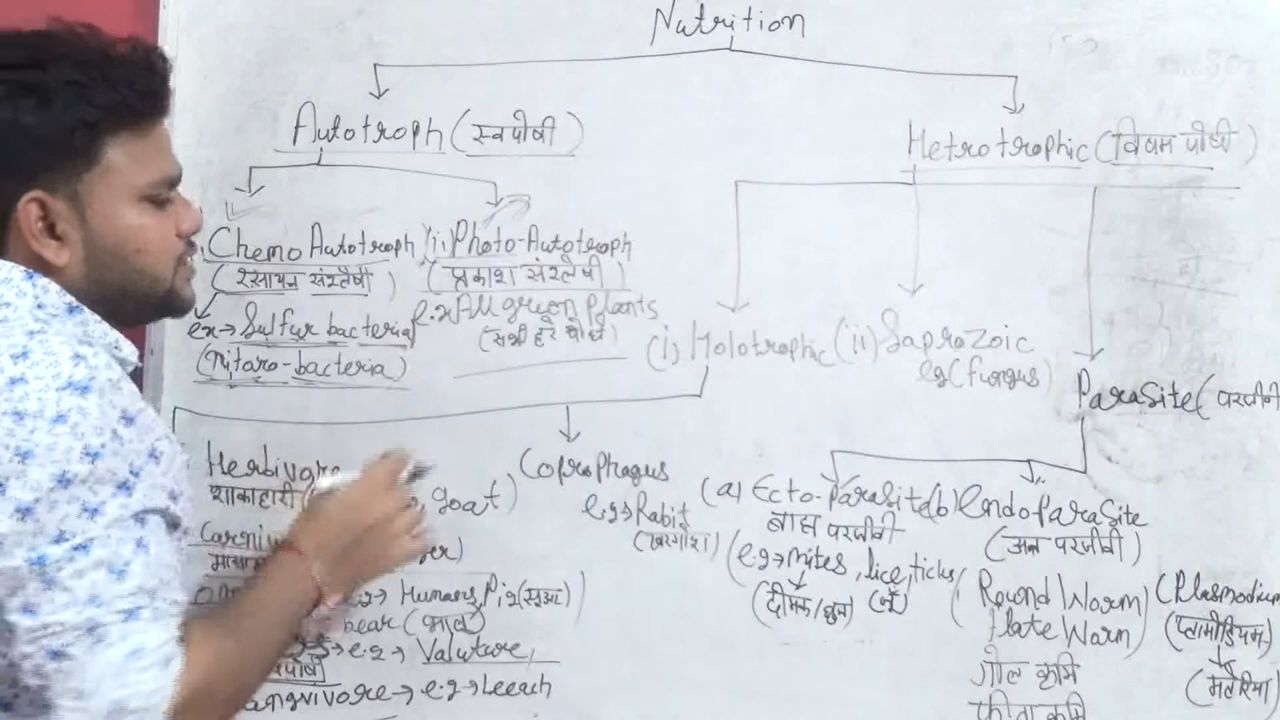 Nutrition
Autotroph (स्वपोषी)
Hetrotrophic (विषम पोषी)
Chemo Autotroph
(रसायन संश्लेषी)
ex→ Sulfur bacteria
(Nitaro-bacteria)
(ii) Photo-Autotroph
(प्रकाश संश्लेषी)
e.x All green Plants
(सभी हरे पौधे)
(i) Holotrophic
(ii) Saprozoic
eg (fungus)
Parasite (परजीवी
Herbivore
शाकाहारी goat)
e.g→ Humans, Pig (सूअर)
bear (भालू)
→ e.g → Valuture,
angvivore → e.g → Leech
Coprophagus
e.g→ Rabit
(खरगोश)
(a) Ecto-Parasite
बाह्य परजीवी
(e.g→ mites, lice, ticks
(दीमक/घुन) (जूँ)
(b) Endo-Parasite
(अन्त परजीवी)
(Round Worm)
flate Warm)
गोल कृमि
फीता कृमि
(Plasmodium
(प्लामोडियम)
(मलेरिया)